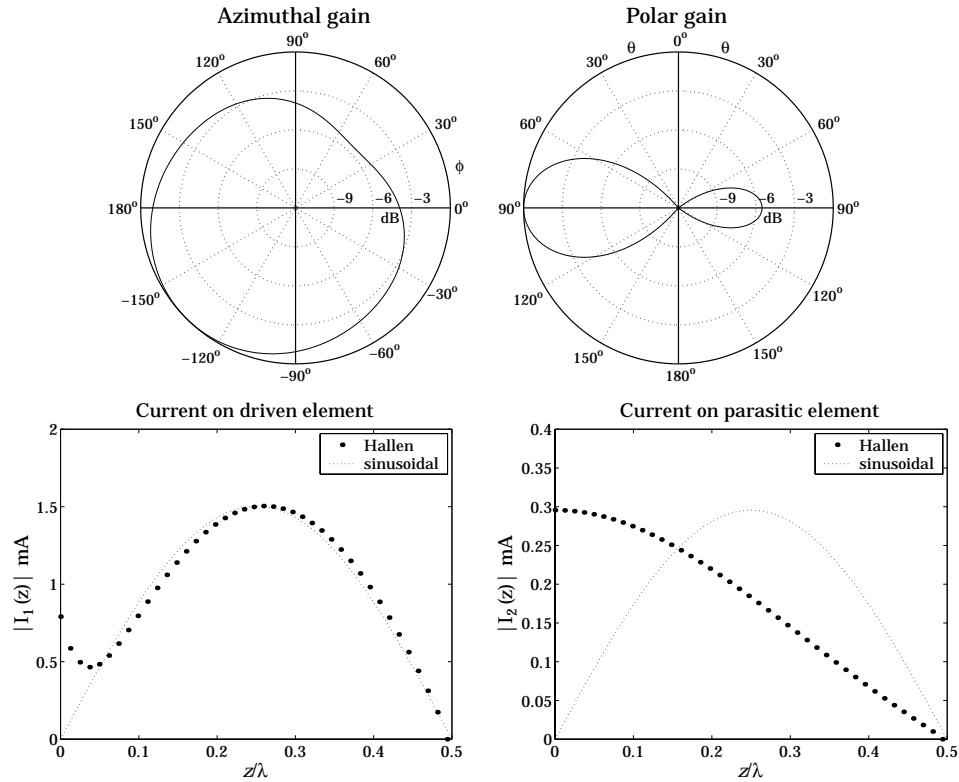 Azimuthal gain
90°
120° 60°
150° 30°
φ
180° −9 −6 −3 0°
dB
−150° −30°
−120° −60°
−90°
Polar gain
0°
θ θ
30° 30°
60° 60°
90° −9 −6 −3 90°
dB
120° 120°
150° 150°
180°
Current on driven element
2
1.5
1
0.5
0
|I₁(z)| mA
Hallen
sinusoidal
0 0.1 0.2 0.3 0.4 0.5
z/λ
Current on parasitic element
0.4
0.35
0.3
0.25
0.2
0.15
0.1
0.05
0
|I₂(z)| mA
Hallen
sinusoidal
0 0.1 0.2 0.3 0.4 0.5
z/λ